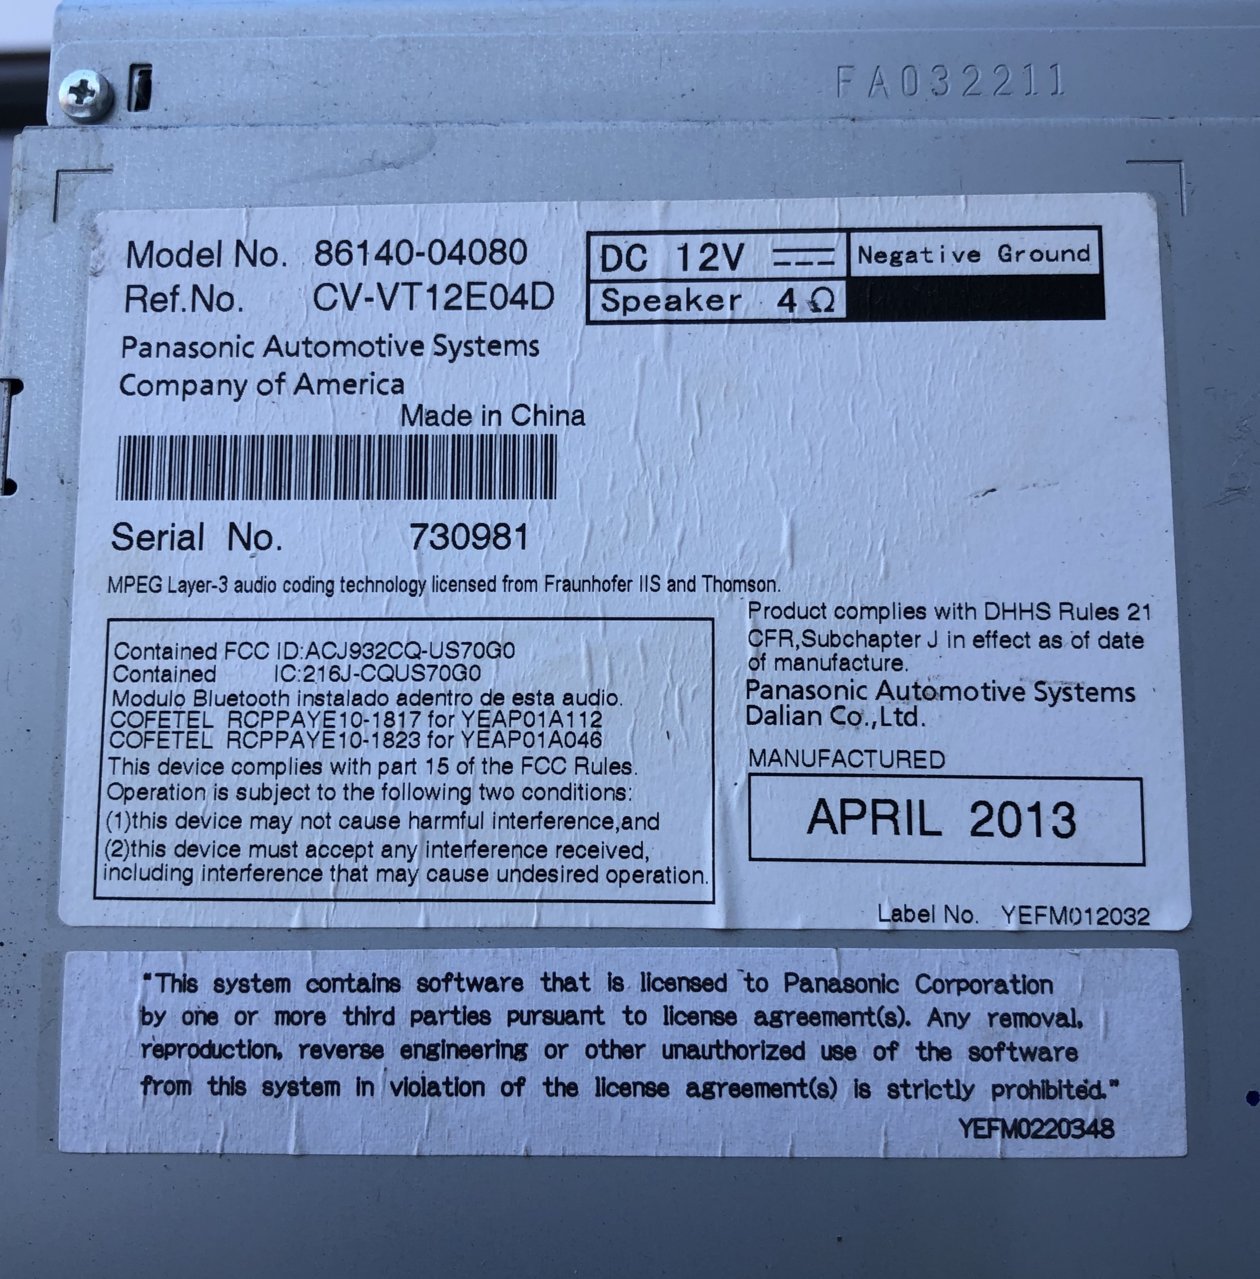 FA032211
Model No. 86140-04080
Ref.No. CV-VT12E04D
DC 12V Negative Ground
Speaker 4Ω
Panasonic Automotive Systems
Company of America
Made in China
Serial No. 730981
MPEG Layer-3 audio coding technology licensed from Fraunhofer IIS and Thomson.
Contained FCC ID:ACJ932CQ-US70G0
Contained IC:216J-CQUS70G0
Modulo Bluetooth instalado adentro de esta audio.
COFETEL RCPPAYE10-1817 for YEAP01A112
COFETEL RCPPAYE10-1823 for YEAP01A046
This device complies with part 15 of the FCC Rules.
Operation is subject to the following two conditions:
(1)this device may not cause harmful interference,and
(2)this device must accept any interference received,
including interference that may cause undesired operation.
Product complies with DHHS Rules 21
CFR,Subchapter J in effect as of date
of manufacture.
Panasonic Automotive Systems
Dalian Co.,Ltd.
MANUFACTURED
APRIL 2013
Label No. YEFM012032
"This system contains software that is licensed to Panasonic Corporation
by one or more third parties pursuant to license agreement(s). Any removal,
reproduction, reverse engineering or other unauthorized use of the software
from this system in violation of the license agreement(s) is strictly prohibited."
YEFM0220348